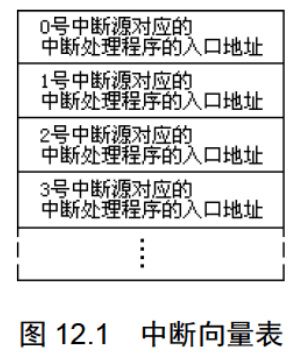 0号中断源对应的
中断处理程序的入口地址
1号中断源对应的
中断处理程序的入口地址
2号中断源对应的
中断处理程序的入口地址
3号中断源对应的
中断处理程序的入口地址
⋮
图 12.1 中断向量表